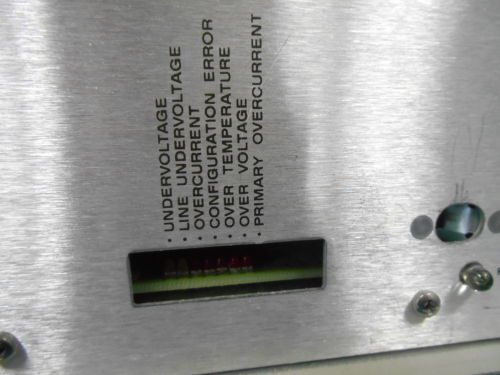 · UNDERVOLTAGE
· LINE UNDERVOLTAGE
· OVERCURRENT
· CONFIGURATION ERROR
· OVER TEMPERATURE
· OVER VOLTAGE
· PRIMARY OVERCURRENT